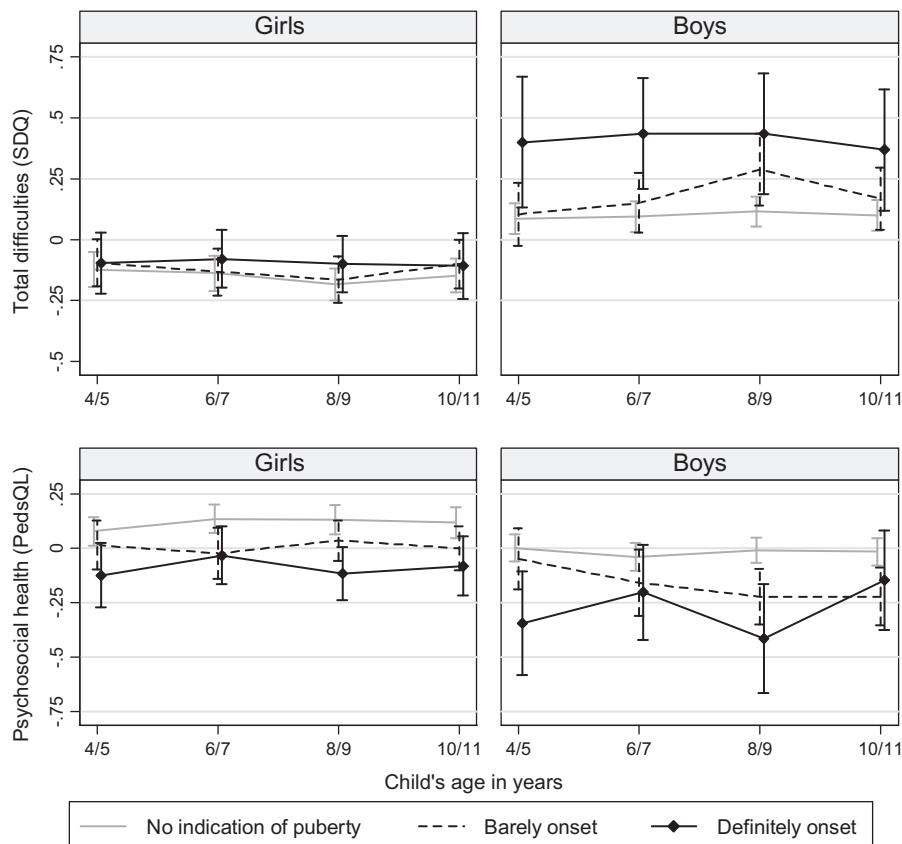 Girls
Boys
Total difficulties (SDQ)
.75
.5
.25
0
-.25
-.5
4/5
6/7
8/9
10/11
4/5
6/7
8/9
10/11
Girls
Boys
Psychosocial health (PedsQL)
.25
0
-.25
-.5
-.75
4/5
6/7
8/9
10/11
4/5
6/7
8/9
10/11
Child's age in years
No indication of puberty
Barely onset
Definitely onset